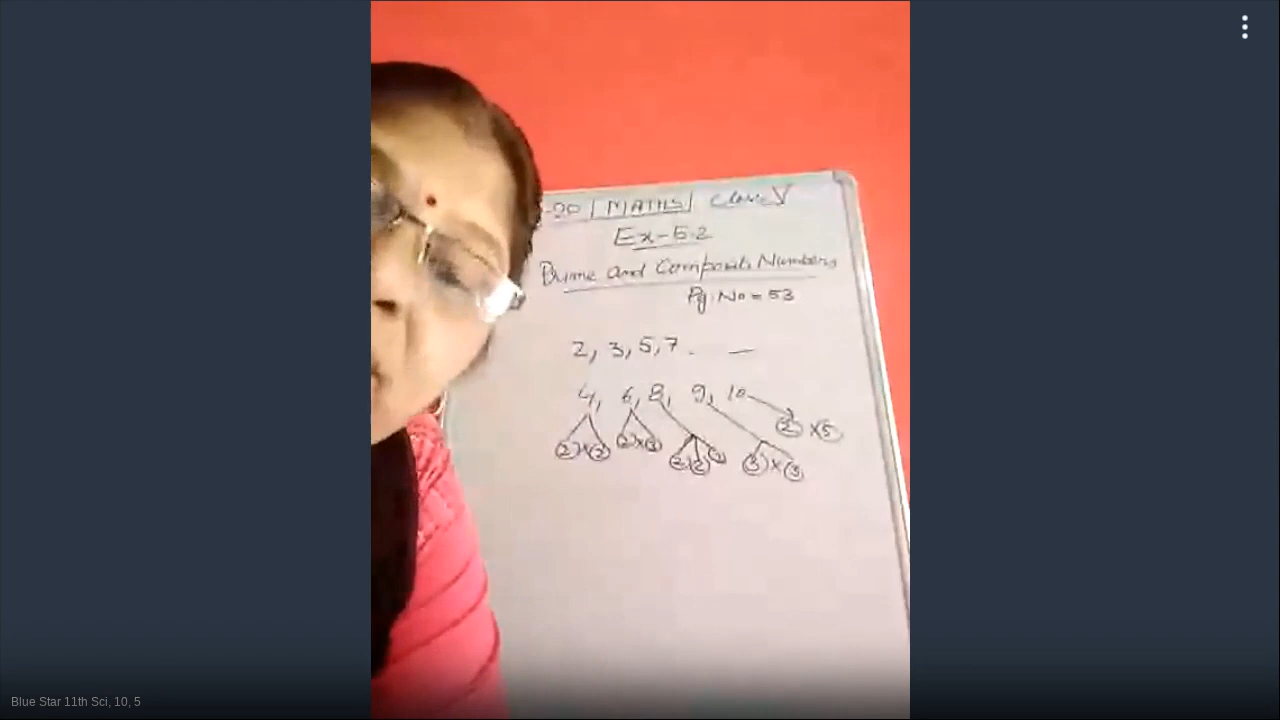 -20 | MATHS | Class V
Ex-5.2
Prime and Composite Numbers
Pg. No = 53
2, 3, 5, 7 . —
4, 6, 8, 9, 10
2 x 5
2 x 2 2 x 3
2 x 2 3 x 3
Blue Star 11th Sci, 10, 5